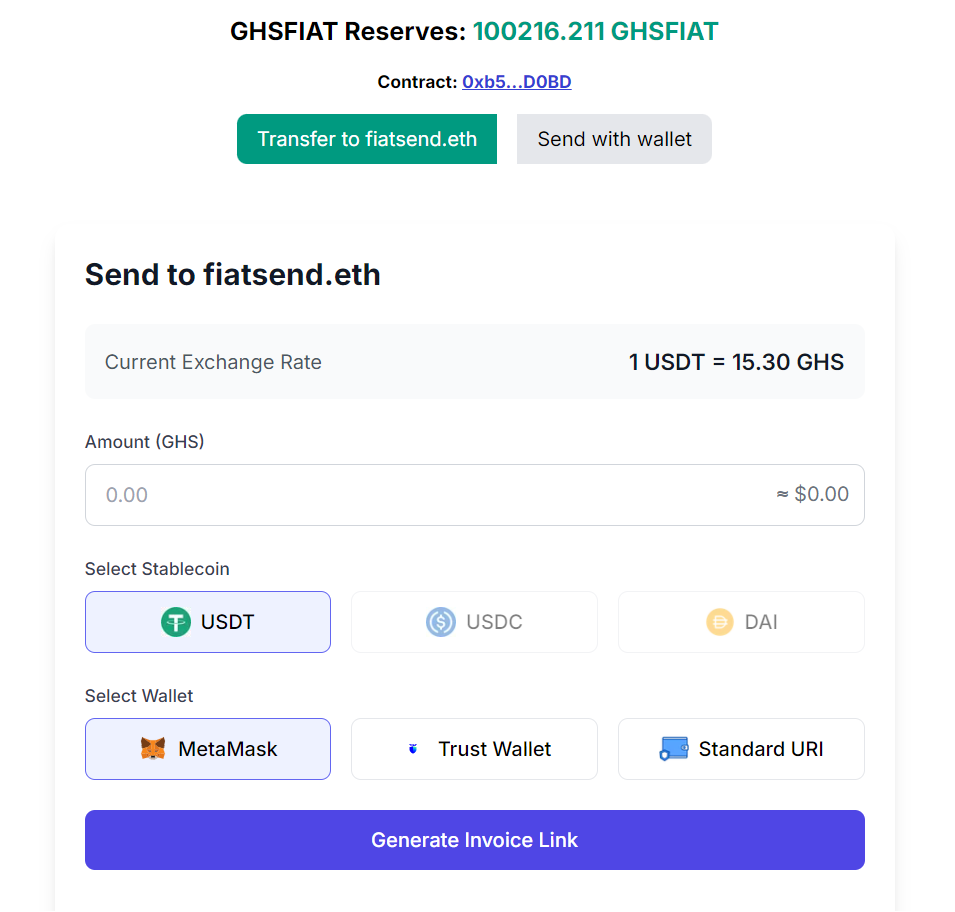 GHSFIAT Reserves: 100216.211 GHSFIAT
Contract: 0xb5...D0BD
Transfer to fiatsend.eth Send with wallet
Send to fiatsend.eth
Current Exchange Rate 1 USDT = 15.30 GHS
Amount (GHS)
0.00 ≈ $0.00
Select Stablecoin
USDT USDC DAI
Select Wallet
MetaMask Trust Wallet Standard URI
Generate Invoice Link